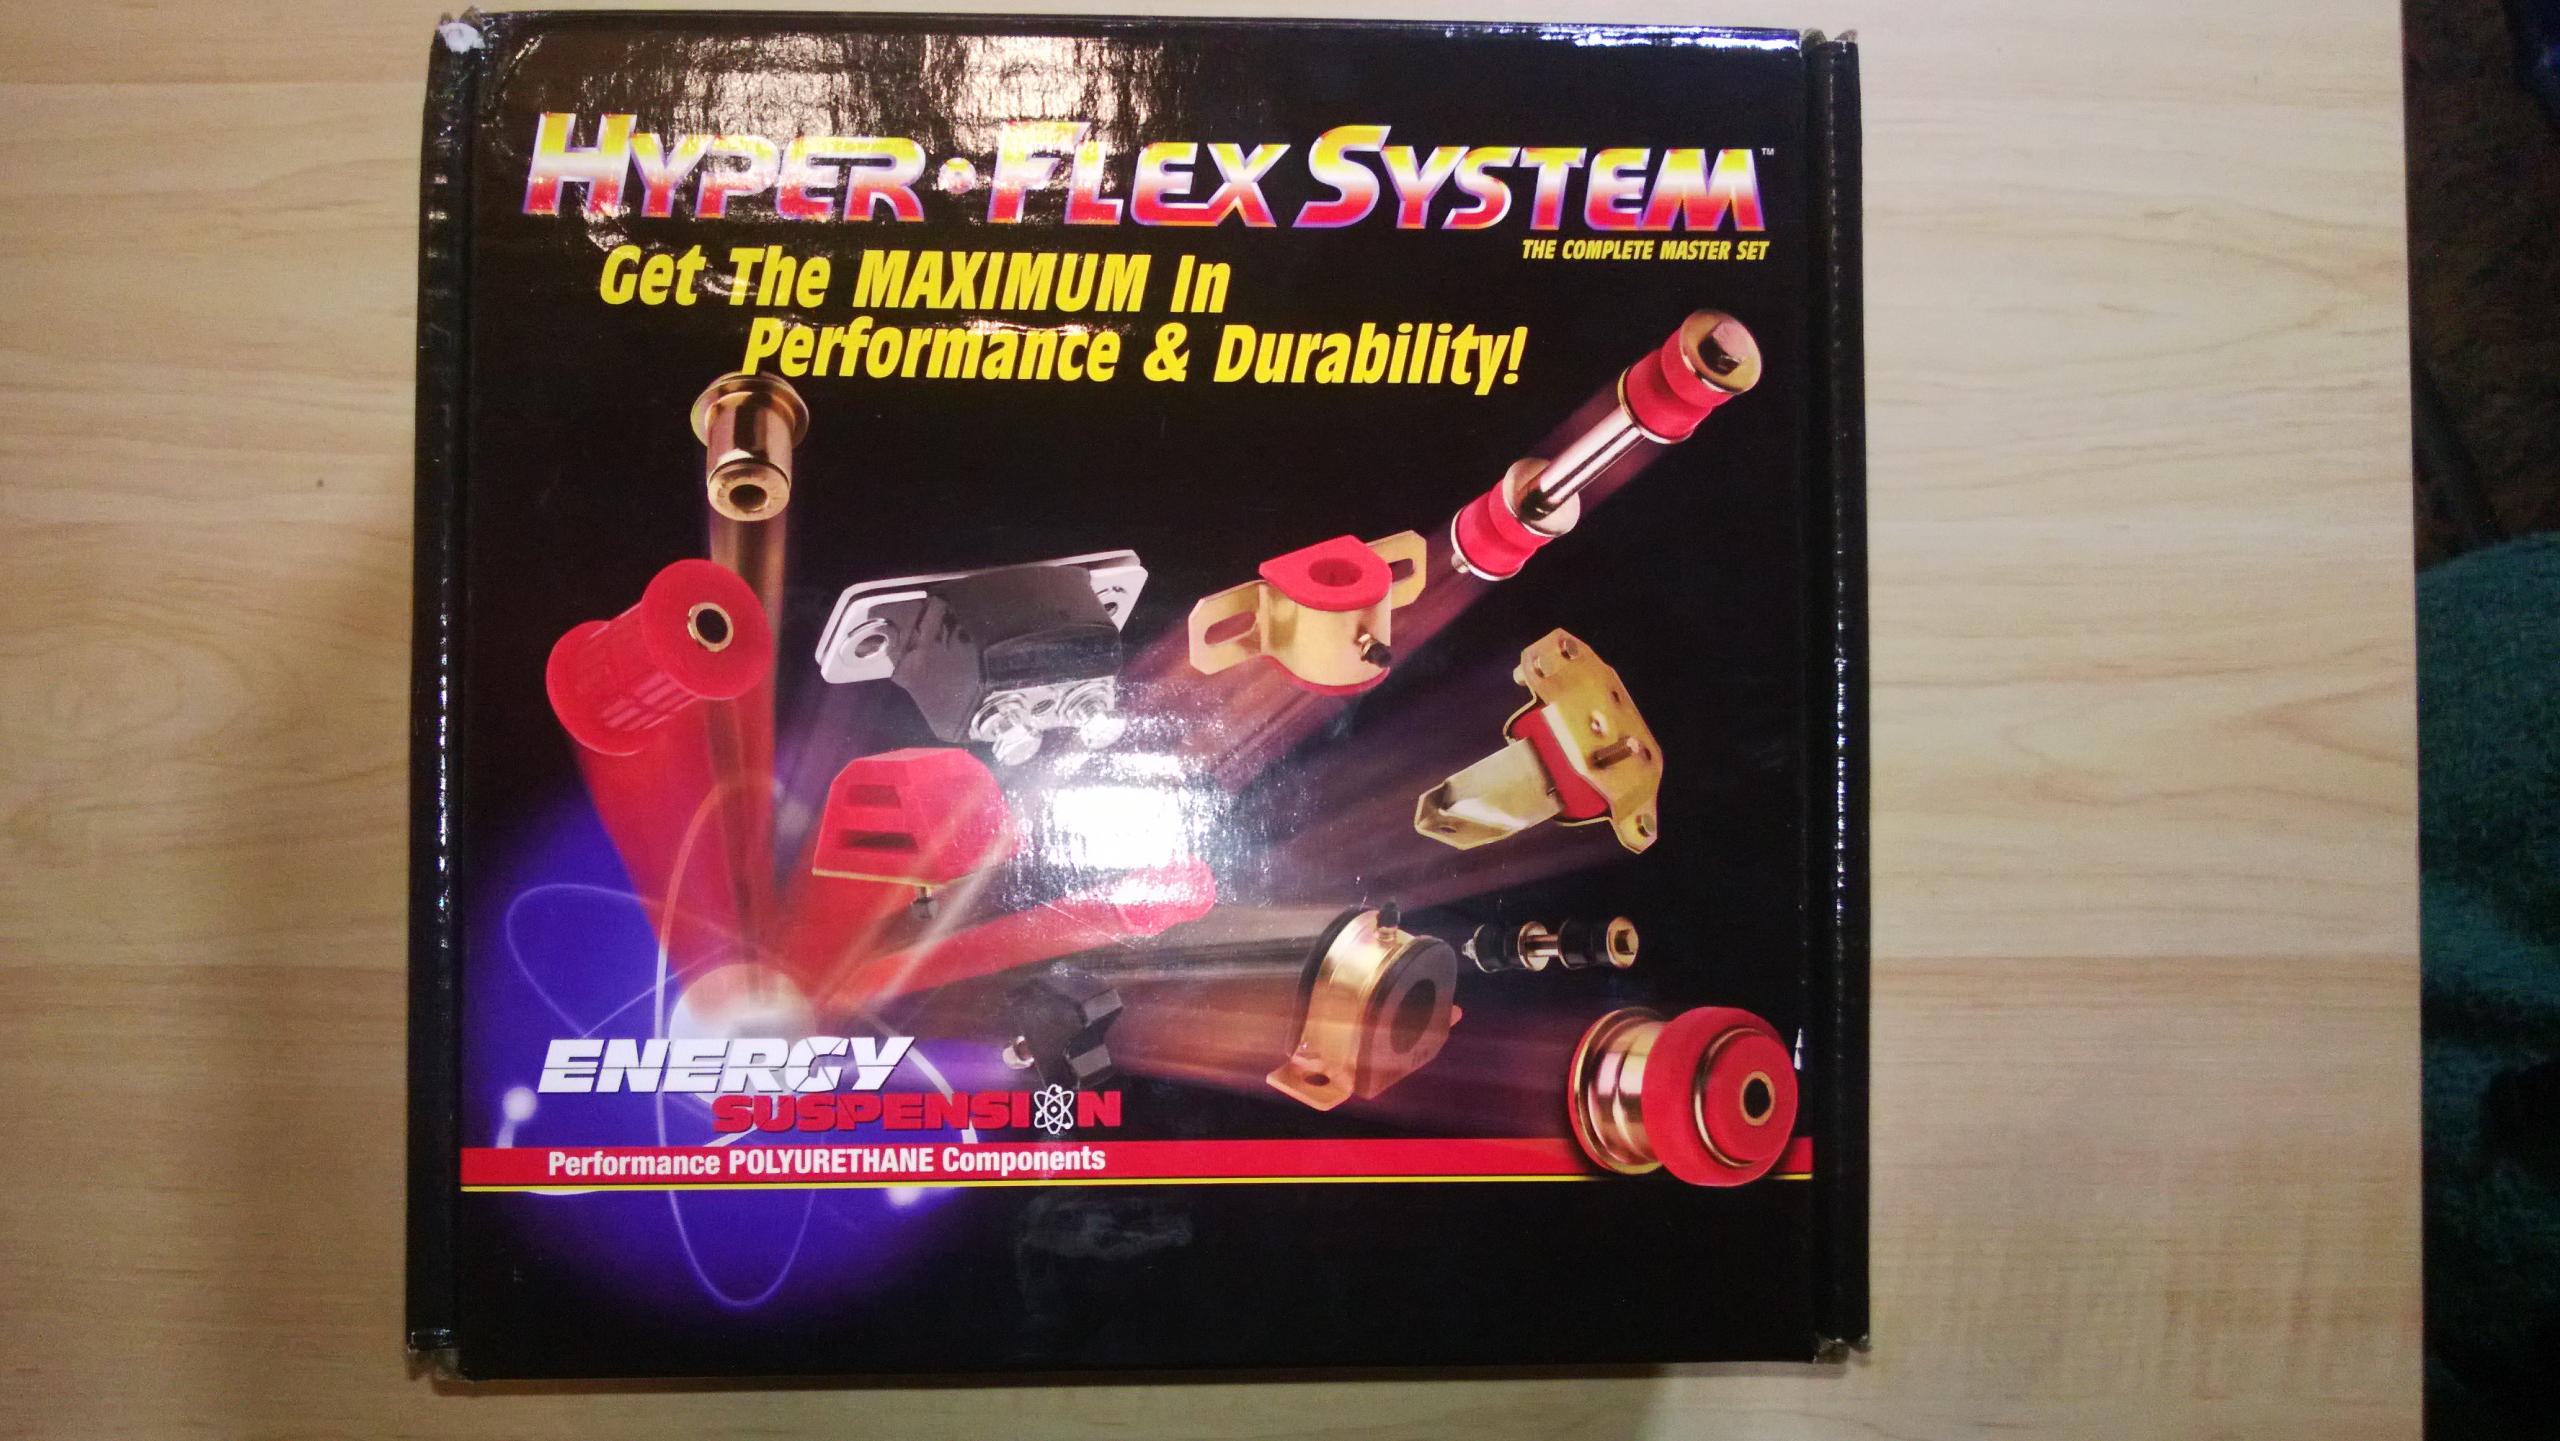 HYPER•FLEX SYSTEM™
THE COMPLETE MASTER SET
Get The MAXIMUM In
Performance & Durability!
ENERGY
SUSPENSION
Performance POLYURETHANE Components